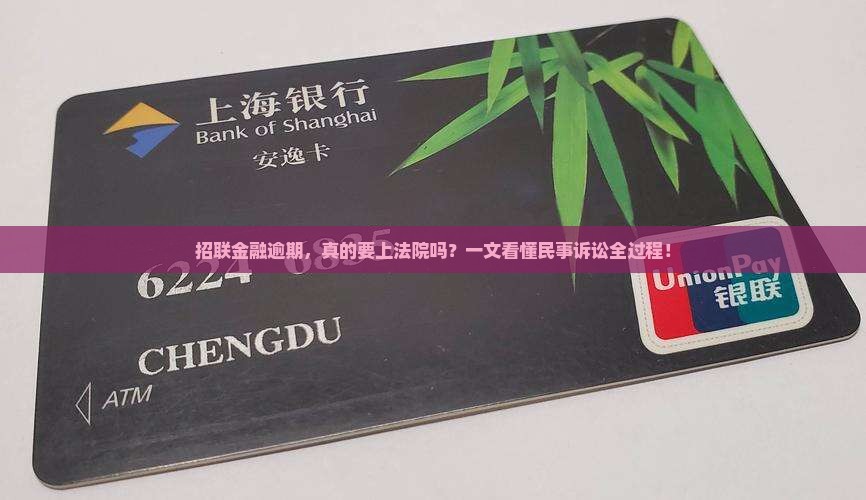 上海银行
Bank of Shanghai
安逸卡
招联金融逾期，真的要上法院吗？一文看懂民事诉讼全过程！
6224 0835
UnionPay
银联
CHENGDU
ATM